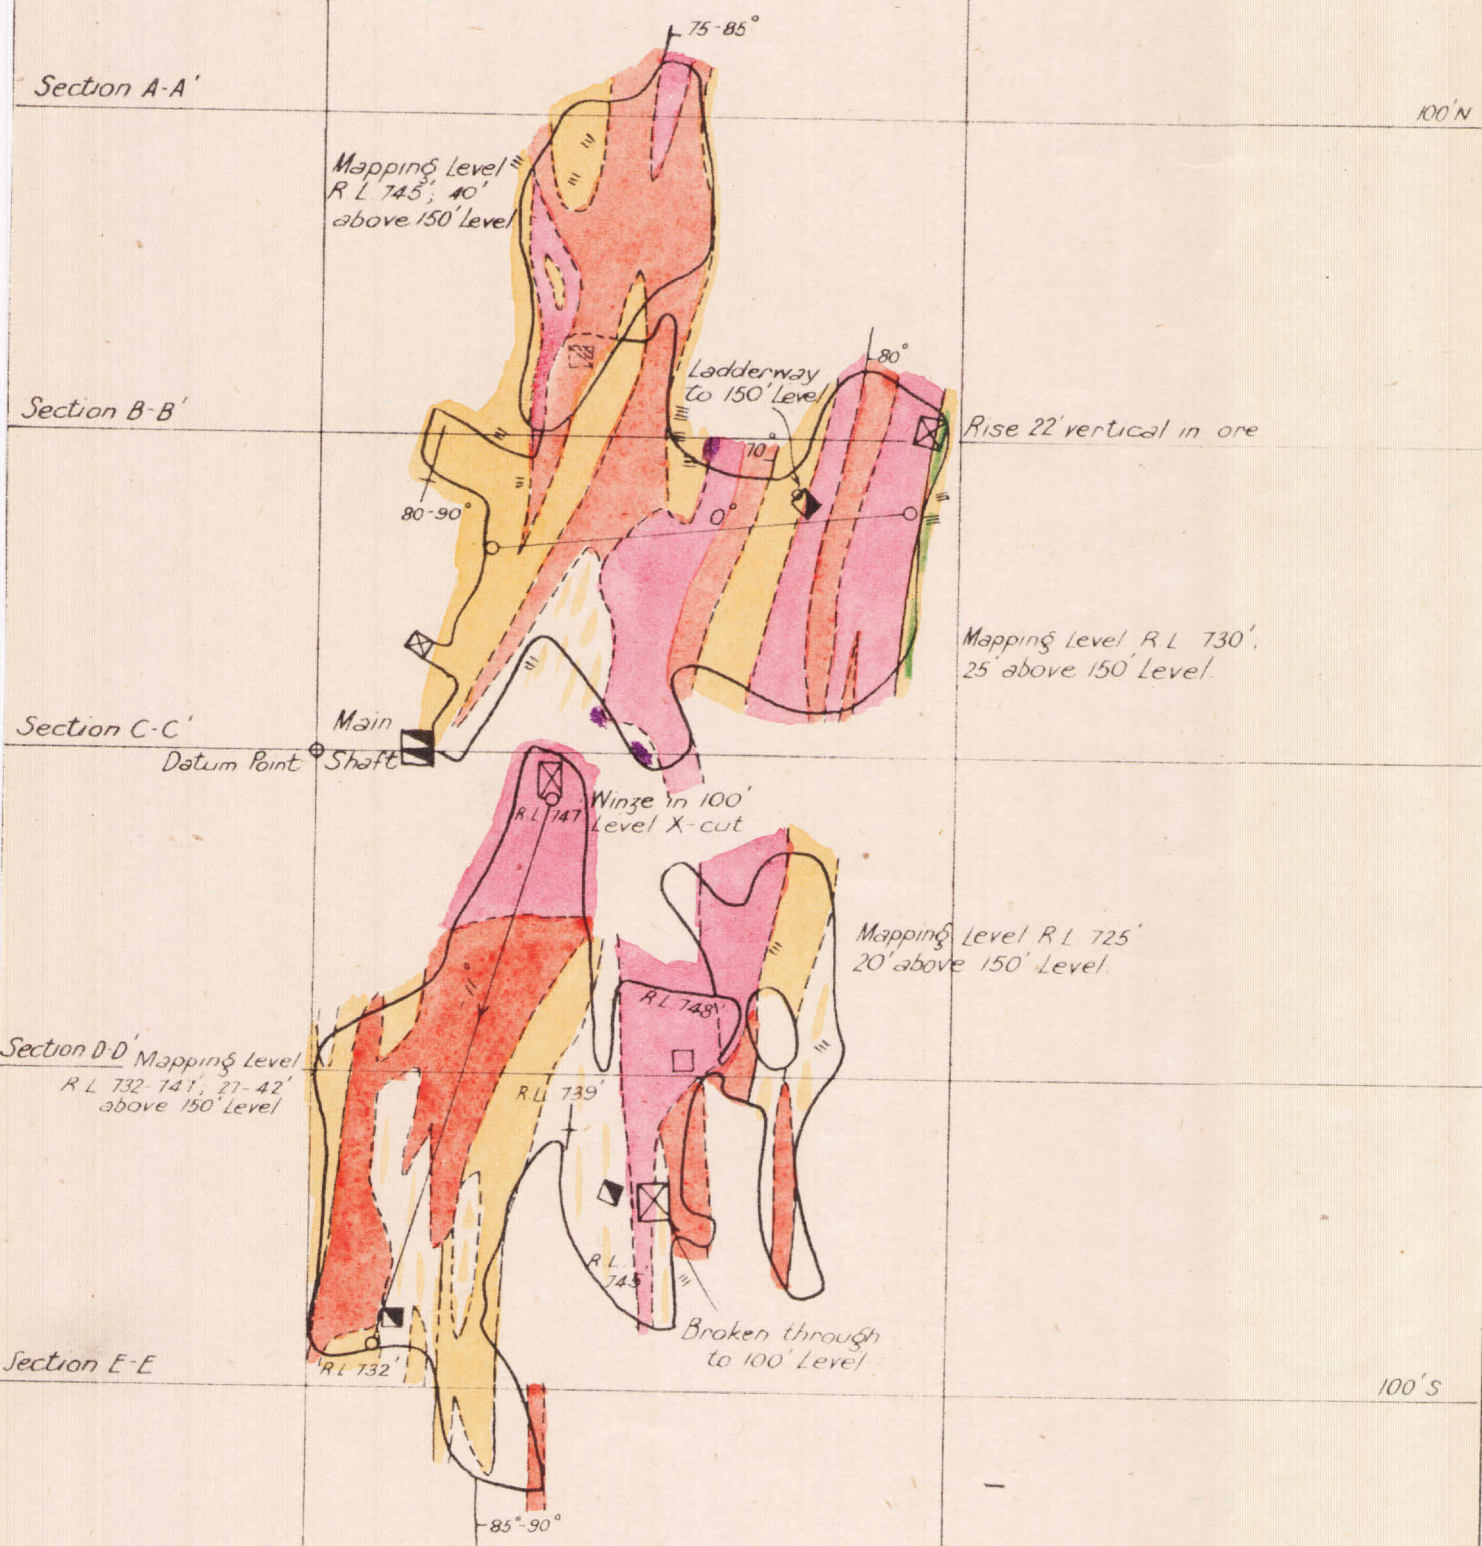 75-85°
Section A-A'
100'N
Mapping Level
R L 745', 40'
above 150' Level
80°
Ladderway
to 150' Level
Section B-B'
Rise 22' vertical in ore
70°
80-90°
0°
Mapping Level R.L 730'.
25' above 150' Level.
Section C-C'
Main
Datum Point
Shaft
Winze in 100'
Level X-cut
R.L 747
Mapping Level R L 725'
20' above 150' Level.
-11°
R L 748'
Section D-D'
Mapping Level
R L 732-741', 27-42'
above 150' Level
R.L 739'
R L
745'
Broken through
to 100' Level
Section E-E
R L 732'
100'S
85°-90°